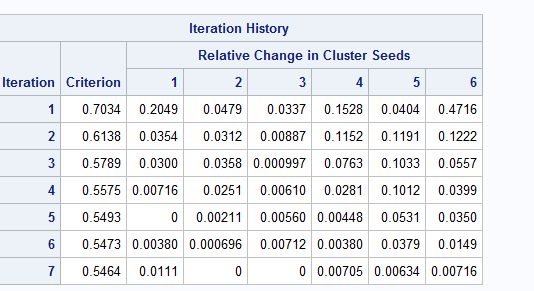 Iteration History
Relative Change in Cluster Seeds
Iteration Criterion 1 2 3 4 5 6
1 0.7034 0.2049 0.0479 0.0337 0.1528 0.0404 0.4716
2 0.6138 0.0354 0.0312 0.00887 0.1152 0.1191 0.1222
3 0.5789 0.0300 0.0358 0.000997 0.0763 0.1033 0.0557
4 0.5575 0.00716 0.0251 0.00610 0.0281 0.1012 0.0399
5 0.5493 0 0.00211 0.00560 0.00448 0.0531 0.0350
6 0.5473 0.00380 0.000696 0.00712 0.00380 0.0379 0.0149
7 0.5464 0.0111 0 0 0.00705 0.00634 0.00716